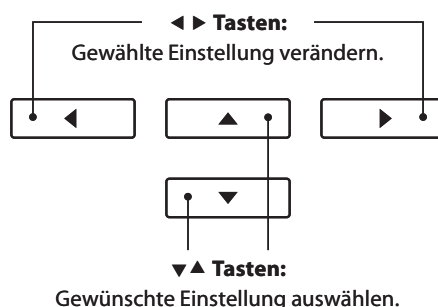 ◀ ▶ Tasten:
Gewählte Einstellung verändern.
◀ ▲ ▶
▼
▼▲ Tasten:
Gewünschte Einstellung auswählen.